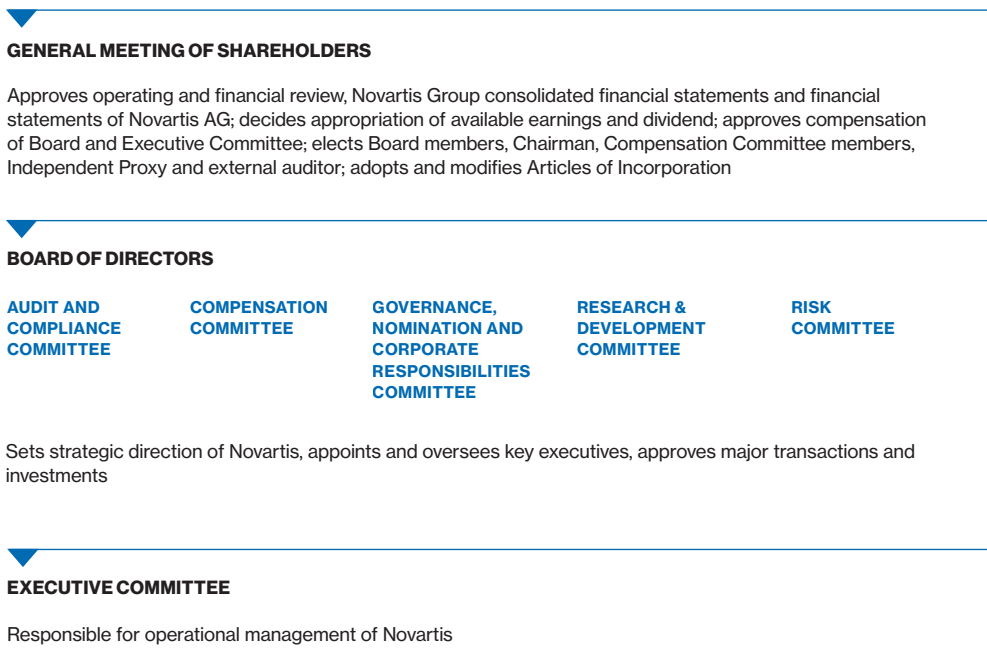 GENERAL MEETING OF SHAREHOLDERS
Approves operating and financial review, Novartis Group consolidated financial statements and financial
statements of Novartis AG; decides appropriation of available earnings and dividend; approves compensation
of Board and Executive Committee; elects Board members, Chairman, Compensation Committee members,
Independent Proxy and external auditor; adopts and modifies Articles of Incorporation
BOARD OF DIRECTORS
AUDIT AND
COMPLIANCE
COMMITTEE
COMPENSATION
COMMITTEE
GOVERNANCE,
NOMINATION AND
CORPORATE
RESPONSIBILITIES
COMMITTEE
RESEARCH &
DEVELOPMENT
COMMITTEE
RISK
COMMITTEE
Sets strategic direction of Novartis, appoints and oversees key executives, approves major transactions and
investments
EXECUTIVE COMMITTEE
Responsible for operational management of Novartis